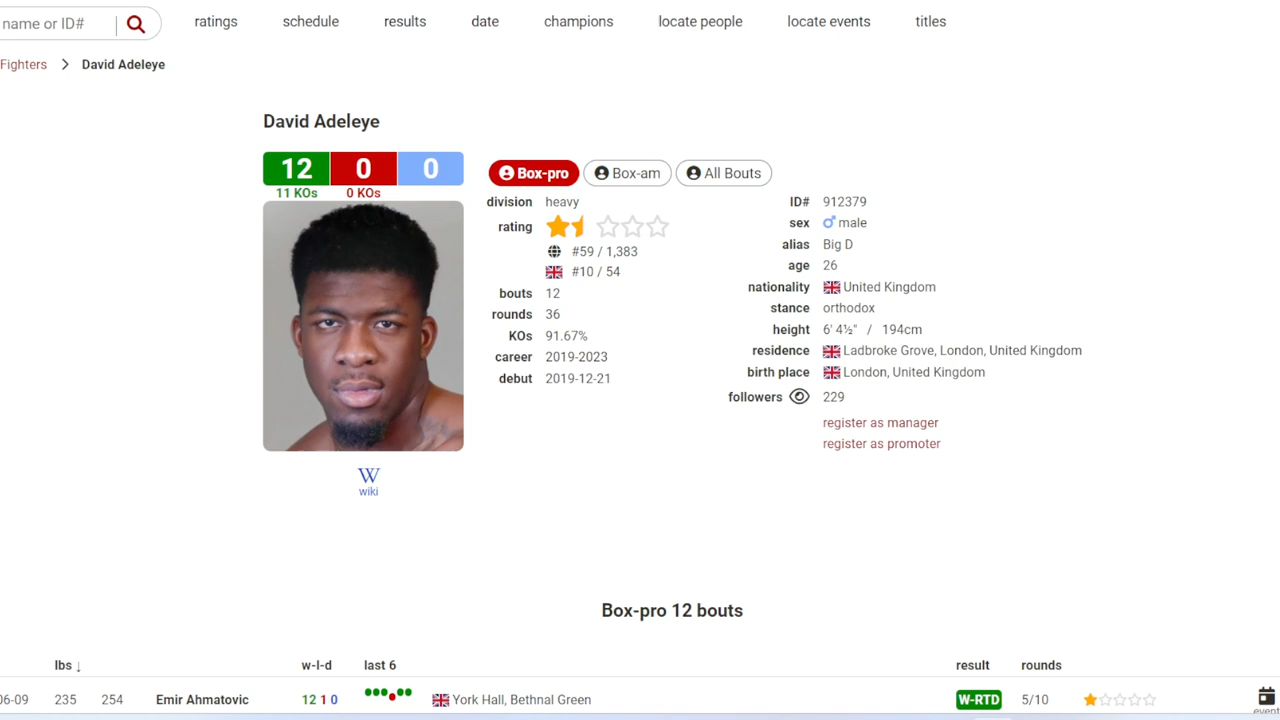 name or ID#
ratings schedule results date champions locate people locate events titles
Fighters > David Adeleye
David Adeleye
12 0 0
11 KOs 0 KOs
Box-pro Box-am All Bouts
division heavy
rating
#59 / 1,383
#10 / 54
bouts 12
rounds 36
KOs 91.67%
career 2019-2023
debut 2019-12-21
ID# 912379
sex ♂ male
alias Big D
age 26
nationality United Kingdom
stance orthodox
height 6' 4½" / 194cm
residence Ladbroke Grove, London, United Kingdom
birth place London, United Kingdom
followers 229
register as manager
register as promoter
W
wiki
Box-pro 12 bouts
lbs ↓ w-l-d last 6 result rounds
06-09 235 254 Emir Ahmatovic 12 1 0 York Hall, Bethnal Green W-RTD 5/10
event